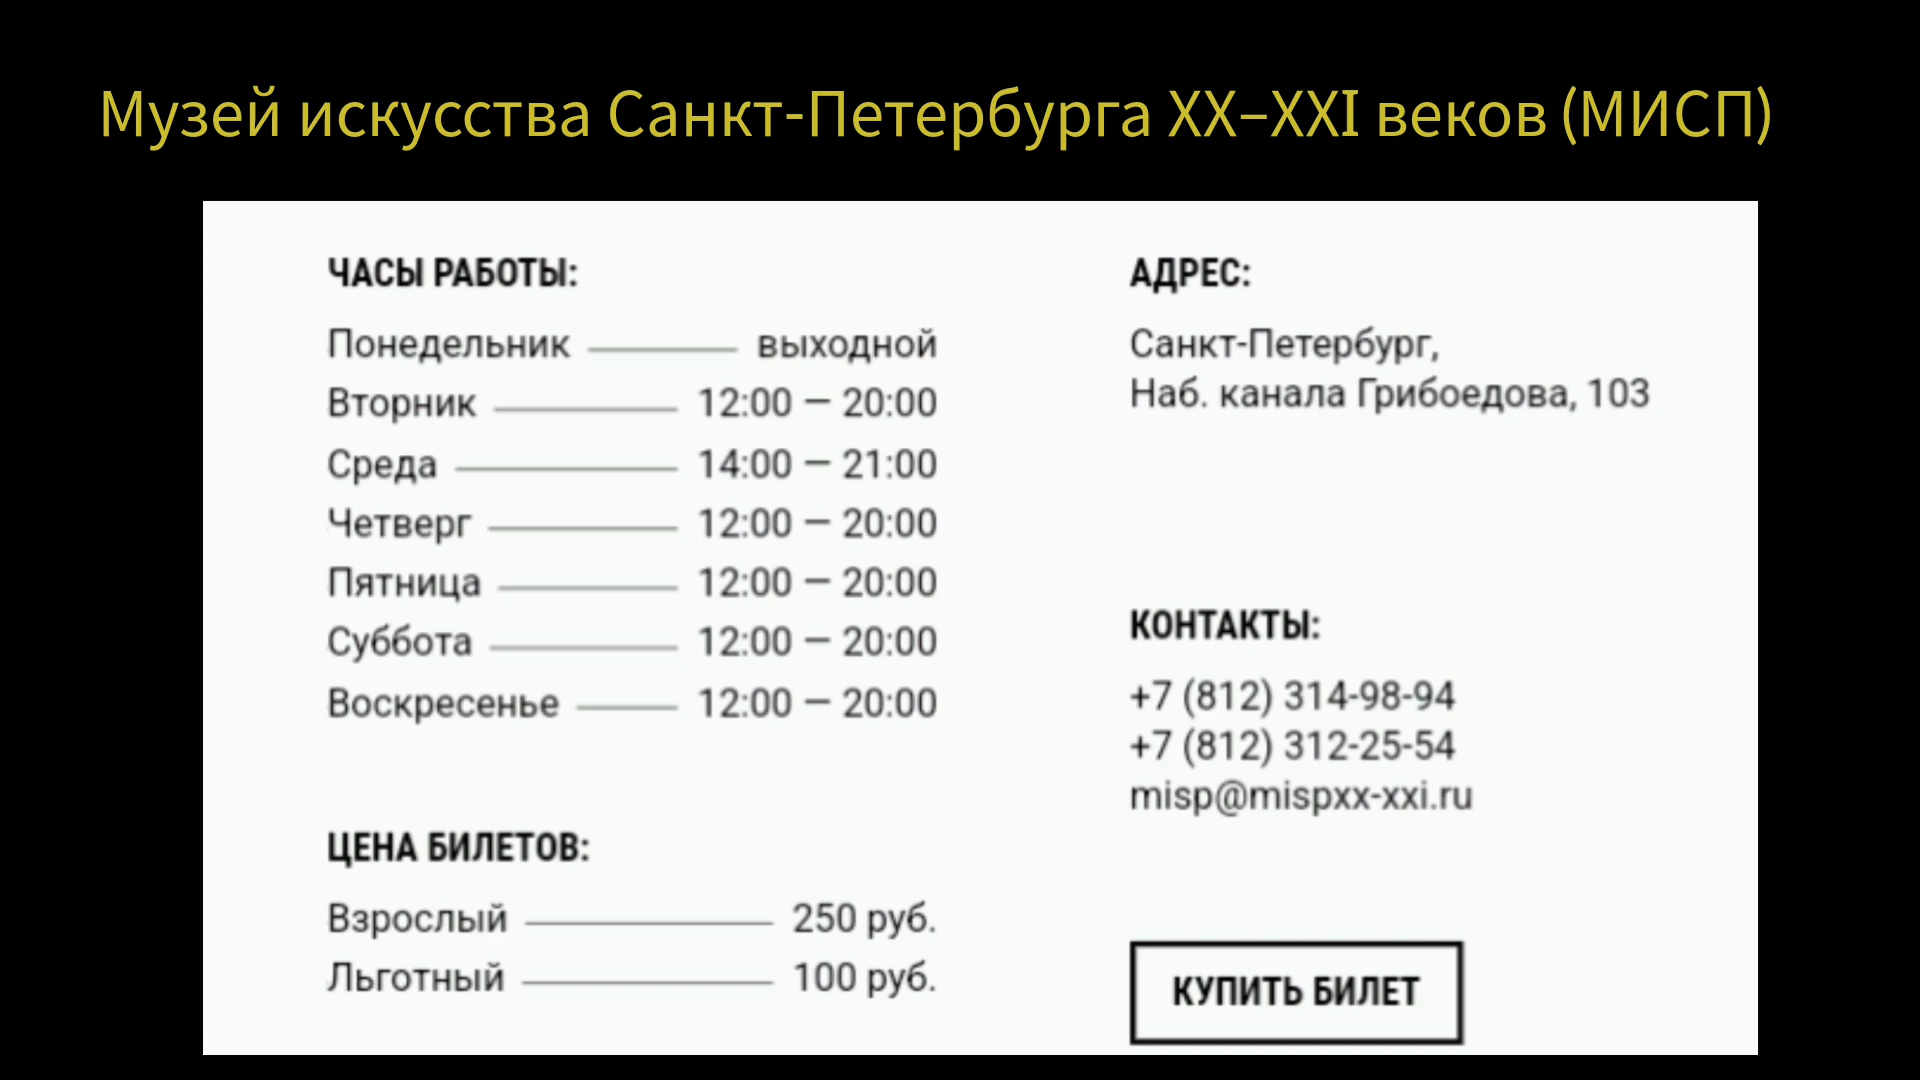 Музей искусства Санкт-Петербурга XX–XXI веков (МИСП)
ЧАСЫ РАБОТЫ:
Понедельник выходной
Вторник 12:00 — 20:00
Среда 14:00 — 21:00
Четверг 12:00 — 20:00
Пятница 12:00 — 20:00
Суббота 12:00 — 20:00
Воскресенье 12:00 — 20:00
ЦЕНА БИЛЕТОВ:
Взрослый 250 руб.
Льготный 100 руб.
АДРЕС:
Санкт-Петербург,
Наб. канала Грибоедова, 103
КОНТАКТЫ:
+7 (812) 314-98-94
+7 (812) 312-25-54
misp@mispxx-xxi.ru
КУПИТЬ БИЛЕТ